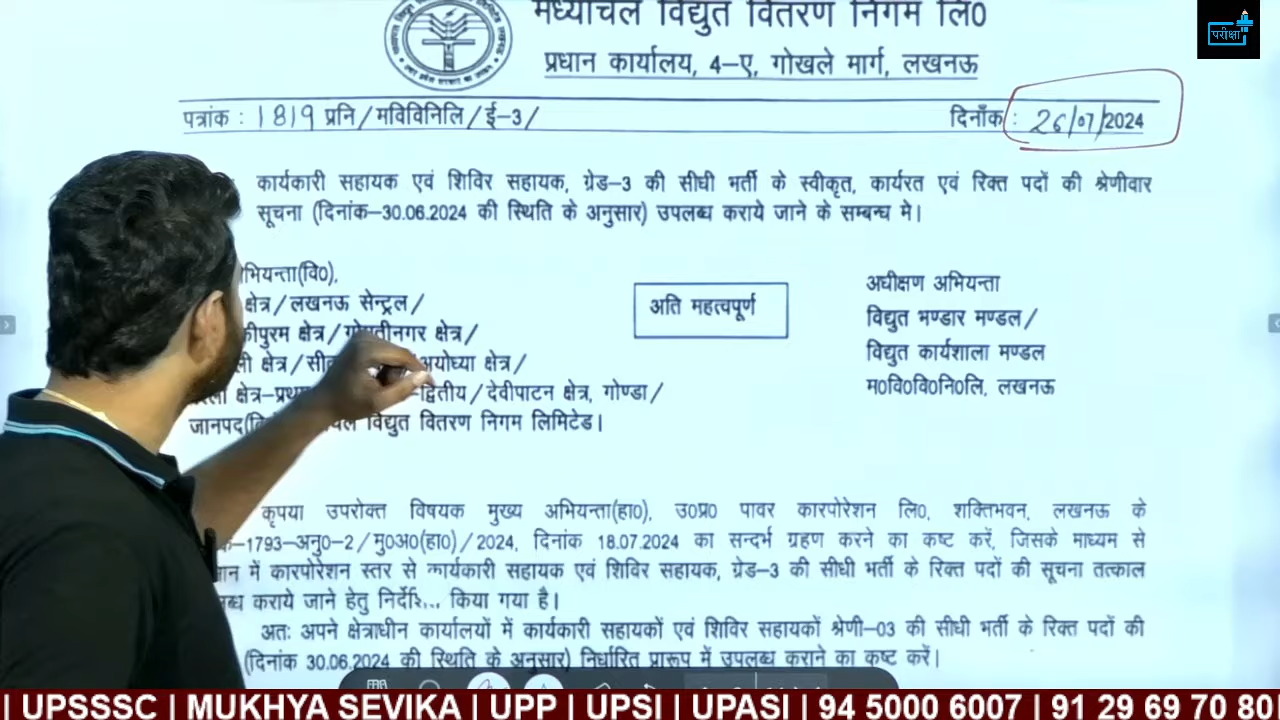 मध्यांचल विद्युत वितरण निगम लि0
परीक्षा
प्रधान कार्यालय, 4–ए, गोखले मार्ग, लखनऊ
पत्रांक : 1819 प्रनि/मविविनिलि/ई–3/ दिनाँक : 26/07/2024
कार्यकारी सहायक एवं शिविर सहायक, ग्रेड–3 की सीधी भर्ती के स्वीकृत, कार्यरत एवं रिक्त पदों की श्रेणीवार
सूचना (दिनांक–30.06.2024 की स्थिति के अनुसार) उपलब्ध कराये जाने के सम्बन्ध मे।
भियन्ता(वि0),
क्षेत्र/लखनऊ सेन्ट्रल/
पुरम क्षेत्र/गोमतीनगर क्षेत्र/
ली क्षेत्र/ अयोध्या क्षेत्र/
क्षेत्र–प्रथ –द्वितीय/देवीपाटन क्षेत्र, गोण्डा/
जानपद विद्युत वितरण निगम लिमिटेड।
अति महत्वपूर्ण
अधीक्षण अभियन्ता
विद्युत भण्डार मण्डल/
विद्युत कार्यशाला मण्डल
म0वि0वि0नि0लि, लखनऊ
कृपया उपरोक्त विषयक मुख्य अभियन्ता(हा0), उ0प्र0 पावर कारपोरेशन लि0, शक्तिभवन, लखनऊ के
–1793–अनु0–2/मु0अ0(हा0)/2024, दिनांक 18.07.2024 का सन्दर्भ ग्रहण करने का कष्ट करें, जिसके माध्यम से
में कारपोरेशन स्तर से कार्यकारी सहायक एवं शिविर सहायक, ग्रेड–3 की सीधी भर्ती के रिक्त पदों की सूचना तत्काल
ब्ध कराये जाने हेतु किया गया है।
अतः अपने क्षेत्राधीन कार्यालयों में कार्यकारी सहायकों एवं शिविर सहायकों श्रेणी–03 की सीधी भर्ती के रिक्त पदों की
(दिनांक 30.06.2024 की स्थिति के अनुसार) निर्धारित प्रारूप में उपलब्ध कराने का कष्ट करें।
| UPSSSC | MUKHYA SEVIKA | UPP | UPSI | UPASI | 94 5000 6007 | 91 29 69 70 80